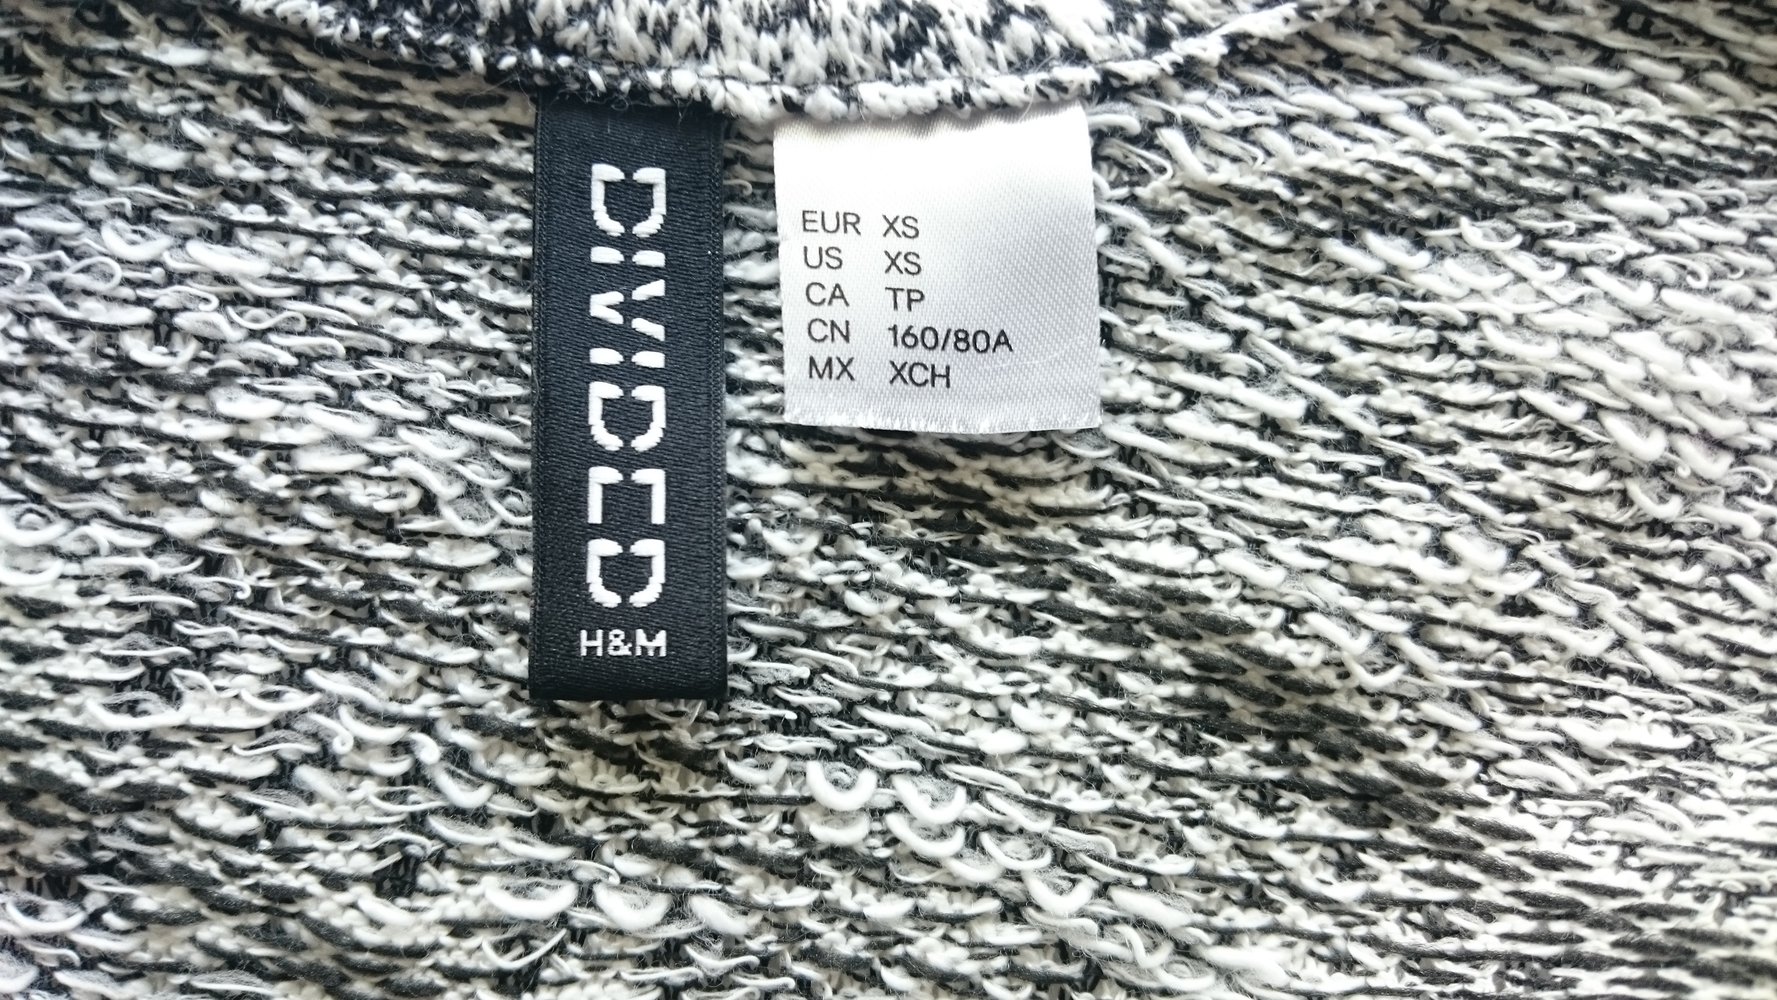 DIVIDED
H&M
EUR XS
US XS
CA TP
CN 160/80A
MX XCH